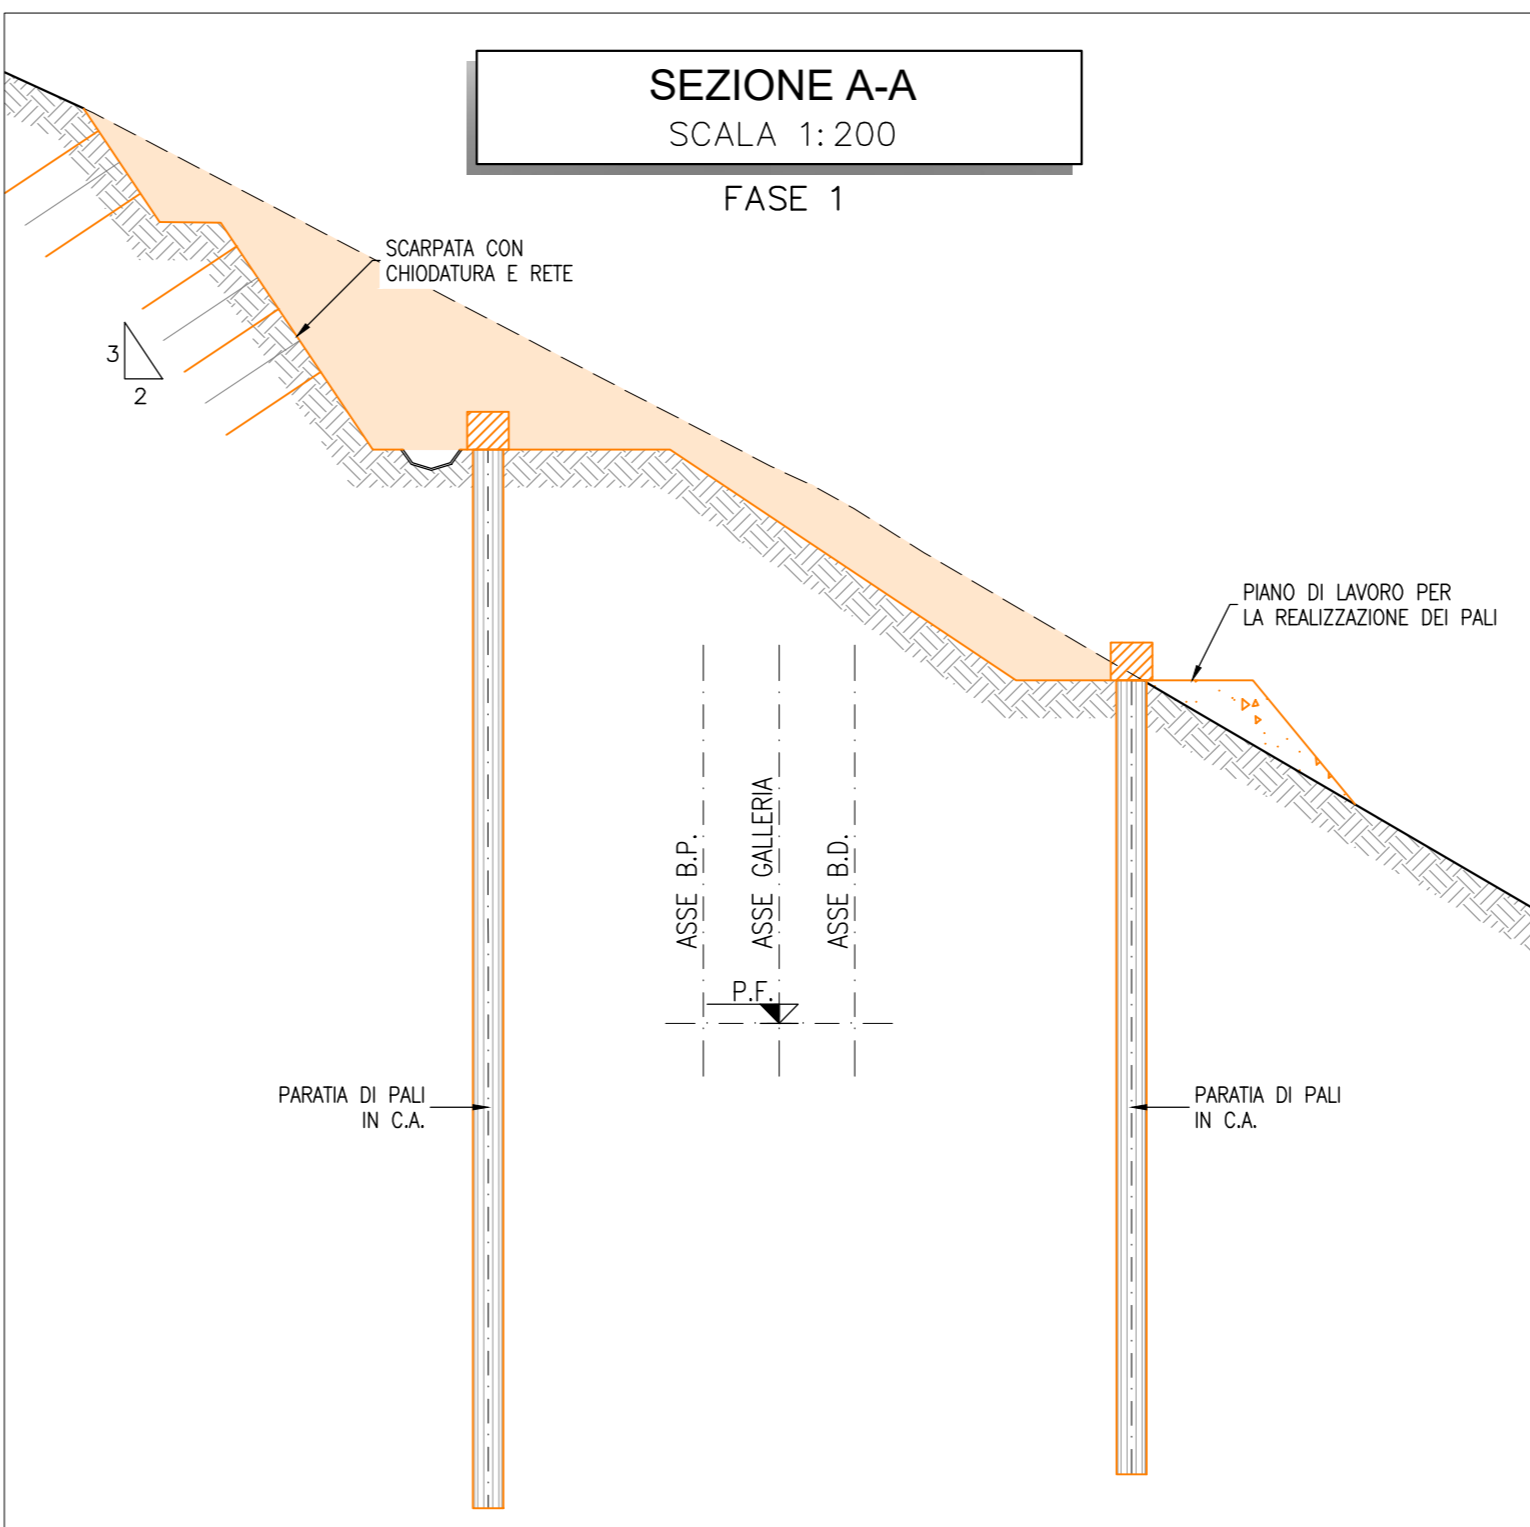 SEZIONE A-A
SCALA 1:200
FASE 1
SCARPATA CON
CHIODATURA E RETE
3
2
PIANO DI LAVORO PER
LA REALIZZAZIONE DEI PALI
ASSE B.P.
ASSE GALLERIA
ASSE B.D.
P.F.
PARATIA DI PALI
IN C.A.
PARATIA DI PALI
IN C.A.